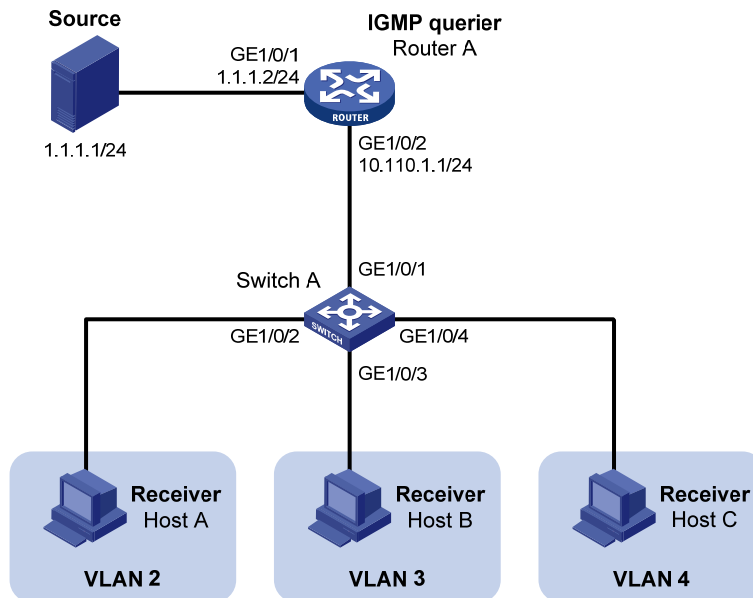 Source
IGMP querier
Router A
GE1/0/1
1.1.1.2/24
ROUTER
1.1.1.1/24
GE1/0/2
10.110.1.1/24
Switch A
GE1/0/1
SWITCH
GE1/0/2
GE1/0/4
GE1/0/3
Receiver
Host A
VLAN 2
Receiver
Host B
VLAN 3
Receiver
Host C
VLAN 4